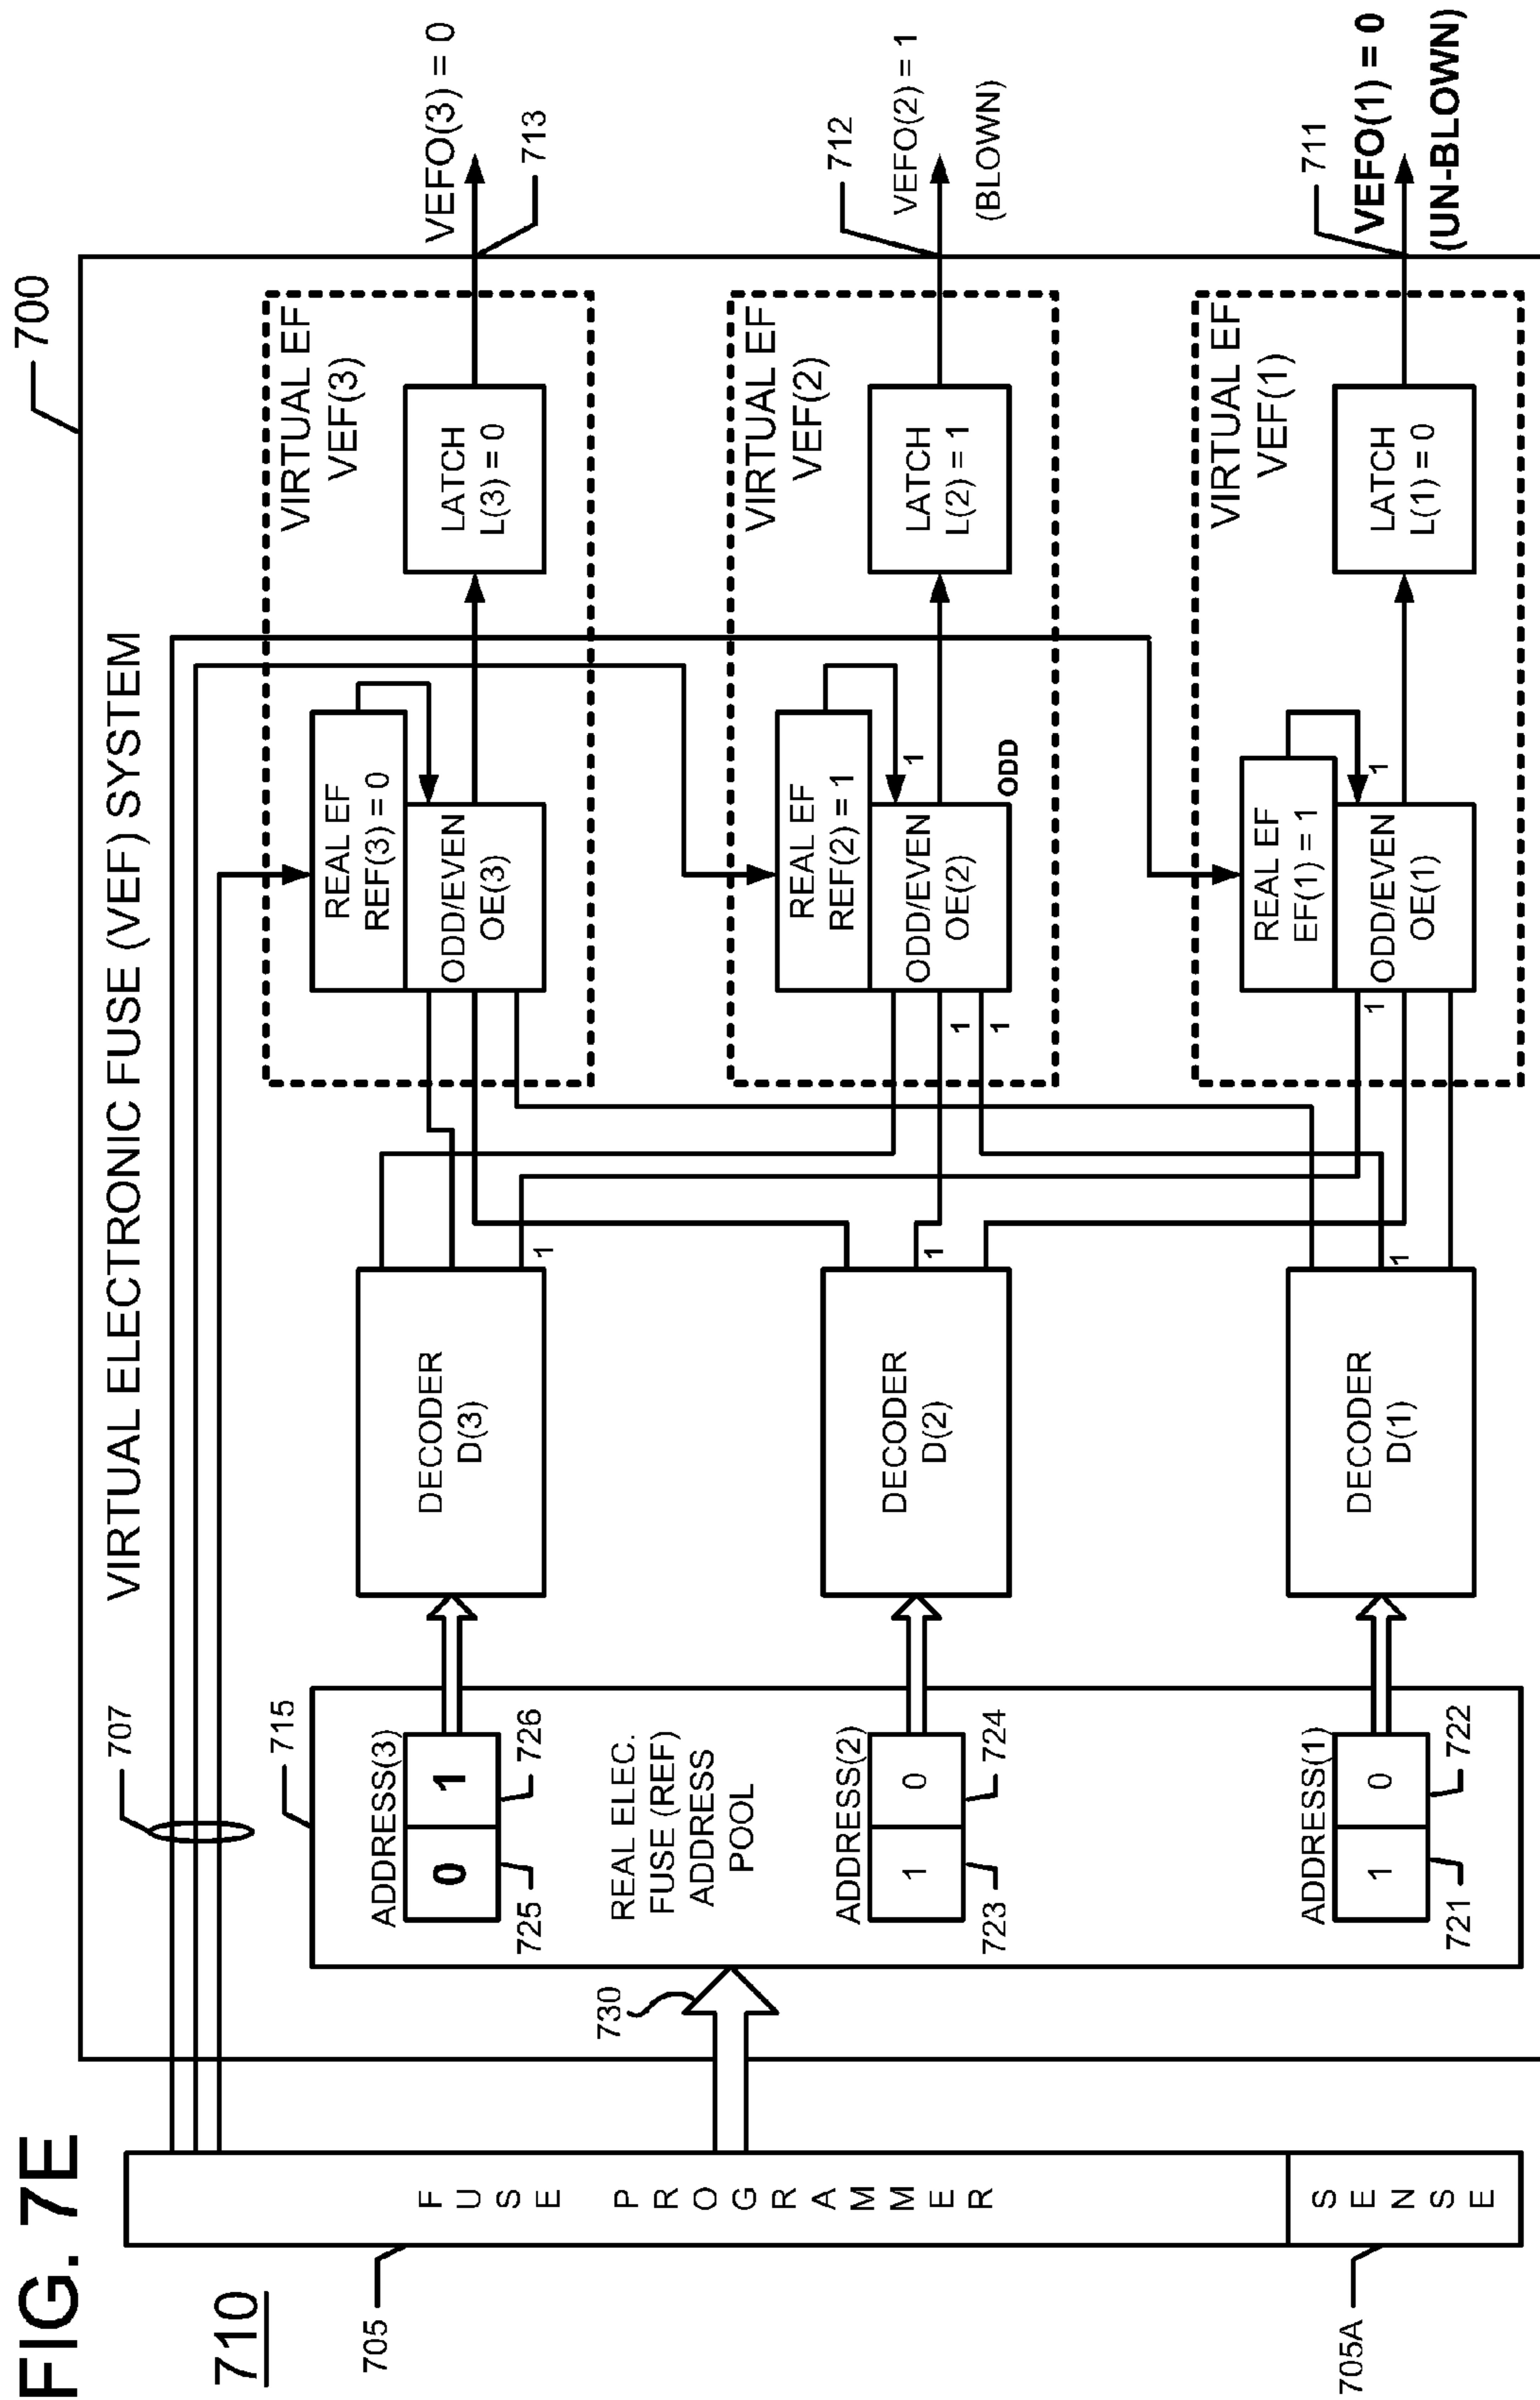 FIG. 7E
710
VIRTUAL ELECTRONIC FUSE (VEF) SYSTEM
700
705
FUSE PROGRAMMER
705A
SENSE
707
730
715
ADDRESS(3)
0 1
725
726
REAL ELEC.
FUSE (REF)
ADDRESS
POOL
ADDRESS(2)
1 0
723
724
ADDRESS(1)
1 0
721
722
DECODER
D(3)
1
DECODER
D(2)
1
DECODER
D(1)
1
VIRTUAL EF
VEF(3)
REAL EF
REF(3) = 0
ODD/EVEN
OE(3)
LATCH
L(3) = 0
VEFO(3) = 0
713
VIRTUAL EF
VEF(2)
REAL EF
REF(2) = 1
1
ODD/EVEN
OE(2)
1
1
ODD
LATCH
L(2) = 1
712
VEFO(2) = 1
(BLOWN)
VIRTUAL EF
VEF(1)
REAL EF
EF(1) = 1
1
1
ODD/EVEN
OE(1)
LATCH
L(1) = 0
711
VEFO(1) = 0
(UN-BLOWN)